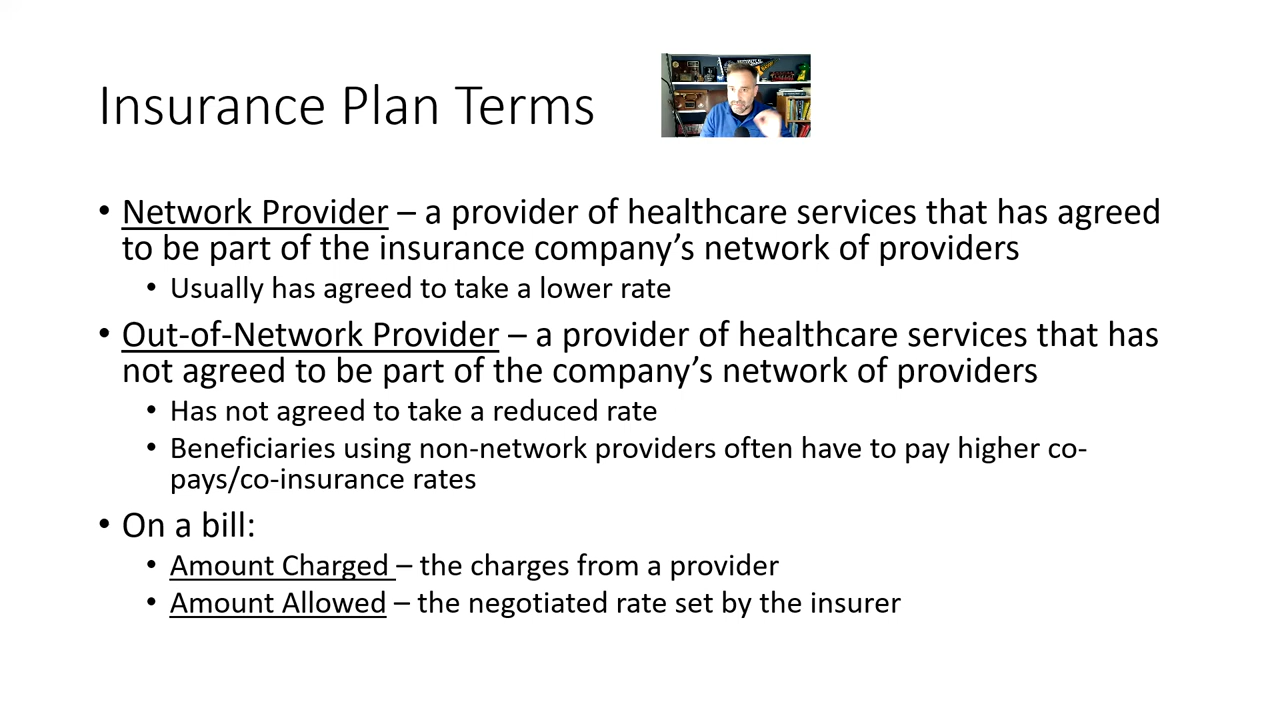 Insurance Plan Terms
• Network Provider – a provider of healthcare services that has agreed
to be part of the insurance company’s network of providers
• Usually has agreed to take a lower rate
• Out-of-Network Provider – a provider of healthcare services that has
not agreed to be part of the company’s network of providers
• Has not agreed to take a reduced rate
• Beneficiaries using non-network providers often have to pay higher co-
pays/co-insurance rates
• On a bill:
• Amount Charged – the charges from a provider
• Amount Allowed – the negotiated rate set by the insurer